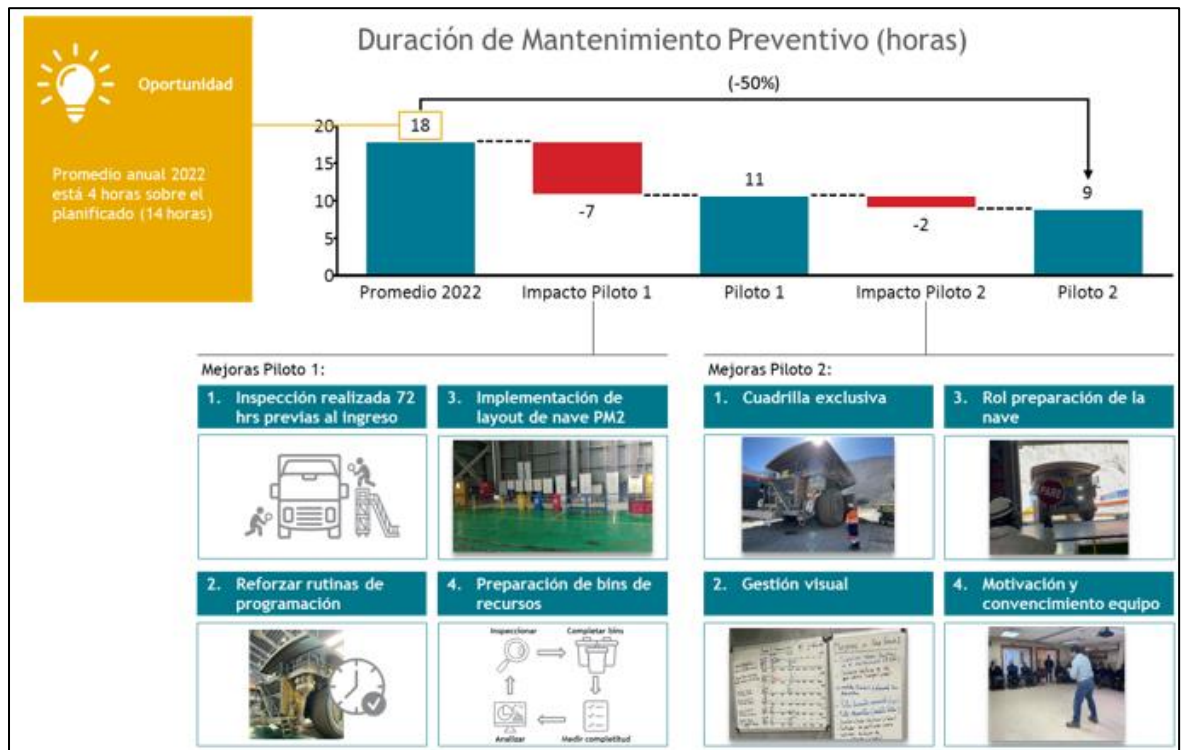 Duración de Mantenimiento Preventivo (horas)
Oportunidad
Promedio anual 2022
está 4 horas sobre el
planificado (14 horas)
(-50%)
20
15
10
5
0
18
-7
11
-2
9
Promedio 2022
Impacto Piloto 1
Piloto 1
Impacto Piloto 2
Piloto 2
Mejoras Piloto 1:
1. Inspección realizada 72
hrs previas al ingreso
3. Implementación de
layout de nave PM2
2. Reforzar rutinas de
programación
4. Preparación de bins de
recursos
Inspeccionar
Completar bins
Analizar
Medir completitud
Mejoras Piloto 2:
1. Cuadrilla exclusiva
3. Rol preparación de la
nave
PARE
2. Gestión visual
4. Motivación y
convencimiento equipo